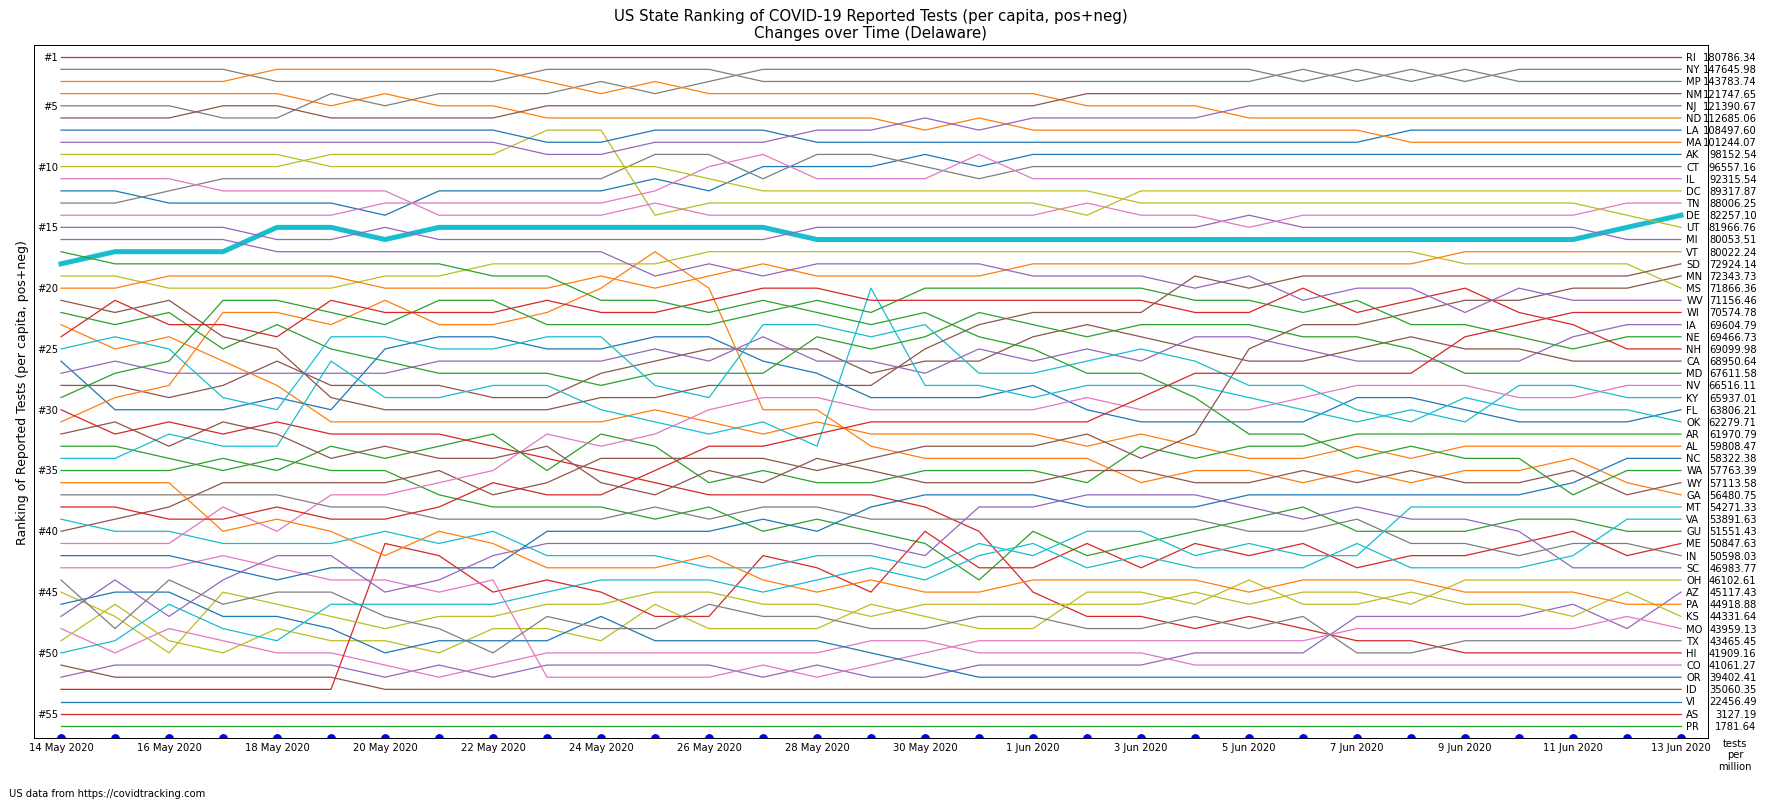 US State Ranking of COVID-19 Reported Tests (per capita, pos+neg)
Changes over Time (Delaware)
Ranking of Reported Tests (per capita, pos+neg)
#1
#5
#10
#15
#20
#25
#30
#35
#40
#45
#50
#55
RI 180786.34
NY 147645.98
MP 143783.74
NM 121747.65
NJ 121390.67
ND 112685.06
LA 108497.60
MA 101244.07
AK 98152.54
CT 96557.16
IL 92315.54
DC 89317.87
TN 88006.25
DE 82257.10
UT 81966.76
MI 80053.51
VT 80022.24
SD 72924.14
MN 72343.73
MS 71866.36
WV 71156.46
WI 70574.78
IA 69604.79
NE 69466.73
NH 69099.98
CA 68950.64
MD 67611.58
NV 66516.11
KY 65937.01
FL 63806.21
OK 62279.71
AR 61970.79
AL 59808.47
NC 58322.38
WA 57763.39
WY 57113.58
GA 56480.75
MT 54271.33
VA 53891.63
GU 51551.43
ME 50847.63
IN 50598.03
SC 46983.77
OH 46102.61
AZ 45117.43
PA 44918.88
KS 44331.64
MO 43959.13
TX 43465.45
HI 41909.16
CO 41061.27
OR 39402.41
ID 35060.35
VI 22456.49
AS 3127.19
PR 1781.64
14 May 2020
16 May 2020
18 May 2020
20 May 2020
22 May 2020
24 May 2020
26 May 2020
28 May 2020
30 May 2020
1 Jun 2020
3 Jun 2020
5 Jun 2020
7 Jun 2020
9 Jun 2020
11 Jun 2020
13 Jun 2020
tests
per
million
US data from https://covidtracking.com